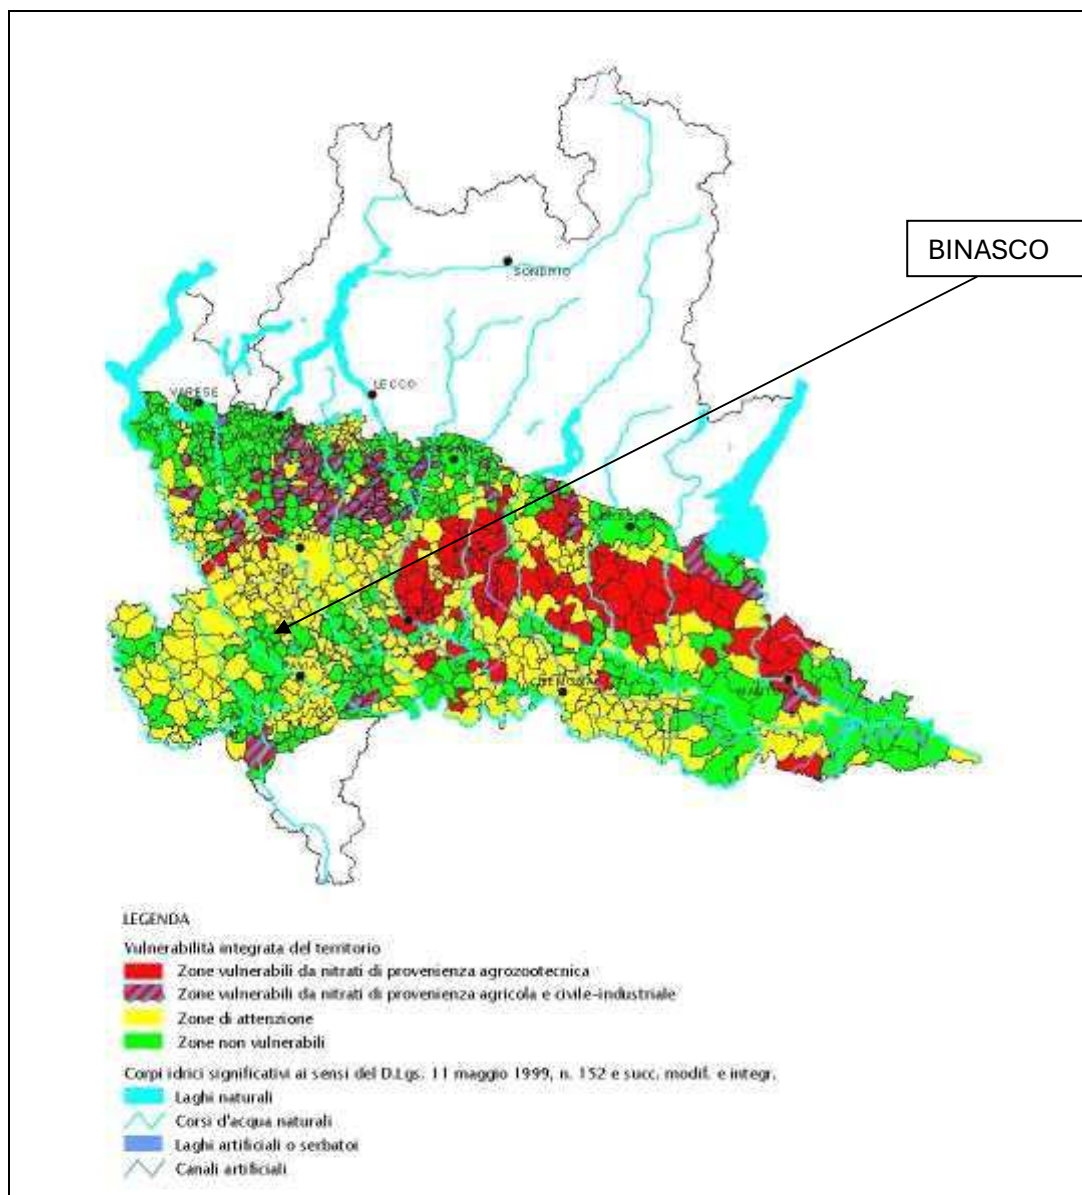 BINASCO
SONDRIO
LECCO
VARESE
PAVIA
CREMONA
LEGENDA
Vulnerabilità integrata del territorio
Zone vulnerabili da nitrati di provenienza agrozootecnica
Zone vulnerabili da nitrati di provenienza agricola e civile-industriale
Zone di attenzione
Zone non vulnerabili
Corpi idrici significativi ai sensi del D.Lgs. 11 maggio 1999, n. 152 e succ. modif. e integr.
Laghi naturali
Corsi d'acqua naturali
Laghi artificiali o serbatoi
Canali artificiali